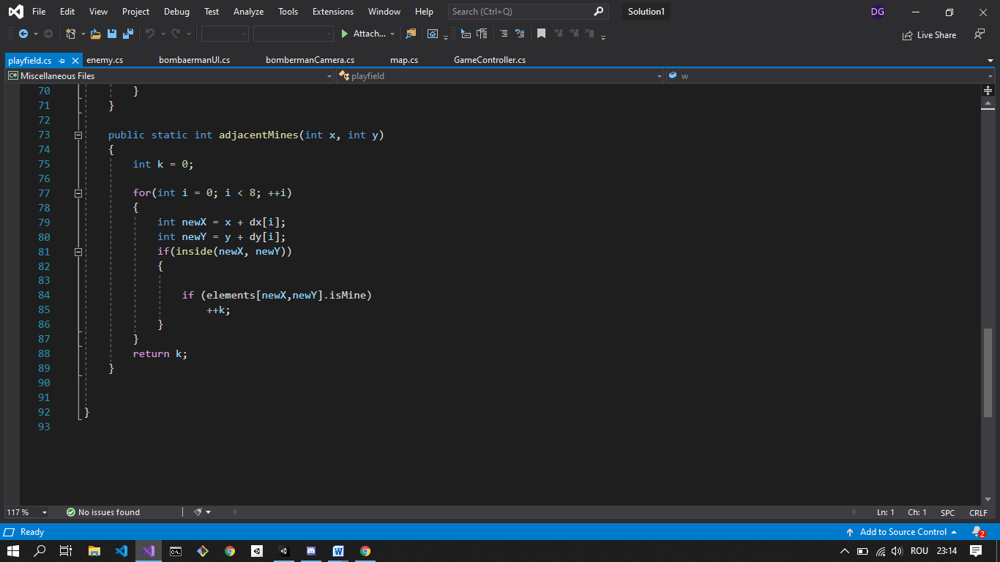 File Edit View Project Debug Test Analyze Tools Extensions Window Help Search (Ctrl+Q) Solution1 DG
Attach... Live Share
playfield.cs enemy.cs bombaermanUI.cs bombermanCamera.cs map.cs GameController.cs
C# Miscellaneous Files playfield w
70 }
71 }
72
73 public static int adjacentMines(int x, int y)
74 {
75 int k = 0;
76
77 for(int i = 0; i < 8; ++i)
78 {
79 int newX = x + dx[i];
80 int newY = y + dy[i];
81 if(inside(newX, newY))
82 {
83
84 if (elements[newX,newY].isMine)
85 ++k;
86 }
87 }
88 return k;
89 }
90
91
92 }
93
117 % No issues found Ln: 1 Ch: 1 SPC CRLF
Ready Add to Source Control 2
C:\_ W ROU 23:14